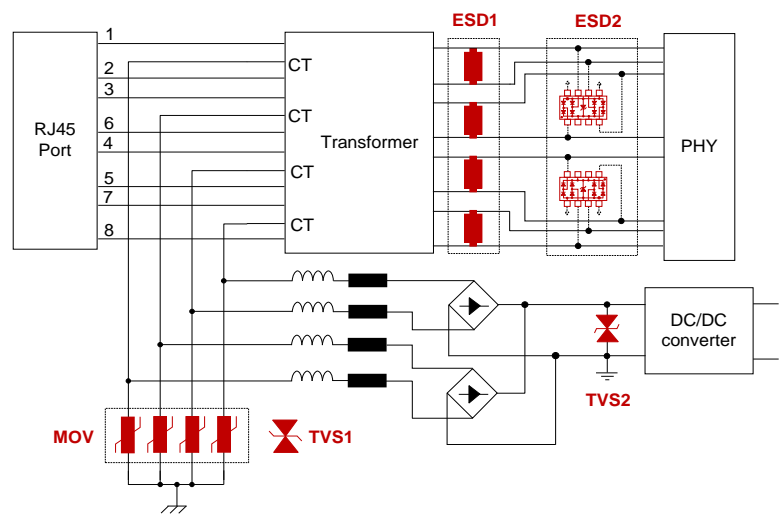 ESD1
ESD2
1
2
3
6
4
5
7
8
RJ45
Port
CT
CT
CT
CT
Transformer
PHY
DC/DC
converter
MOV
TVS1
TVS2